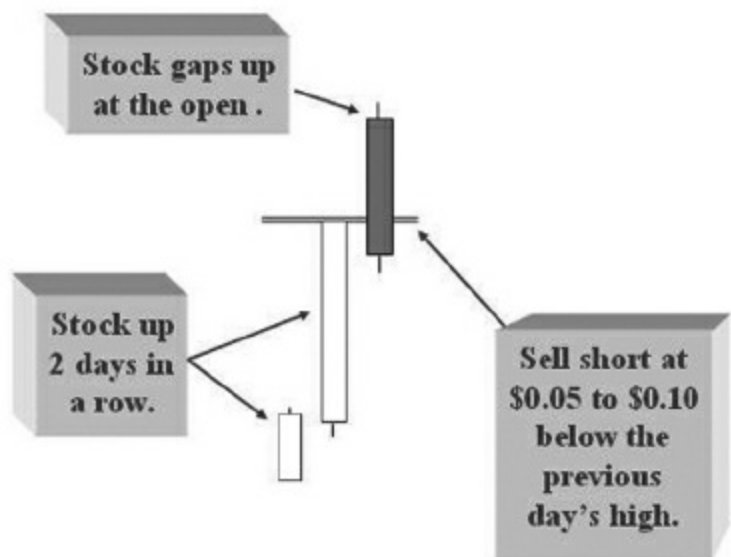 Stock gaps up
at the open .
Stock up
2 days in
a row.
Sell short at
$0.05 to $0.10
below the
previous
day's high.